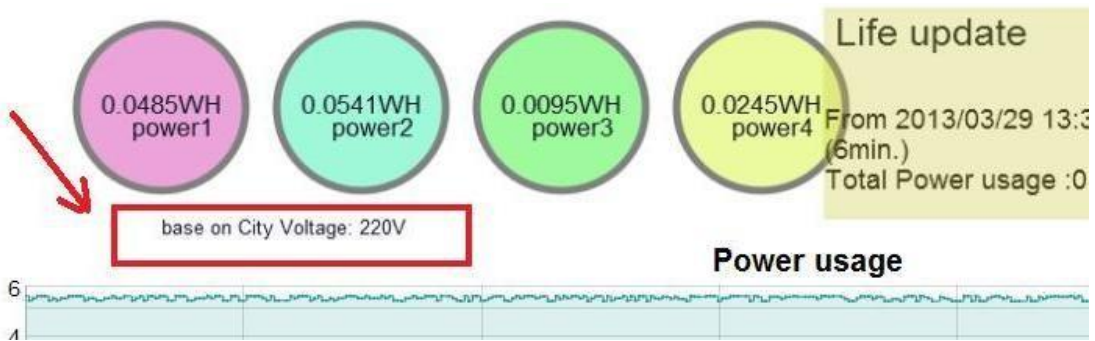 0.0485WH
power1
0.0541WH
power2
0.0095WH
power3
0.0245WH
power4
Life update
From 2013/03/29 13:3
(6min.)
Total Power usage :0
base on City Voltage: 220V
Power usage
6
4